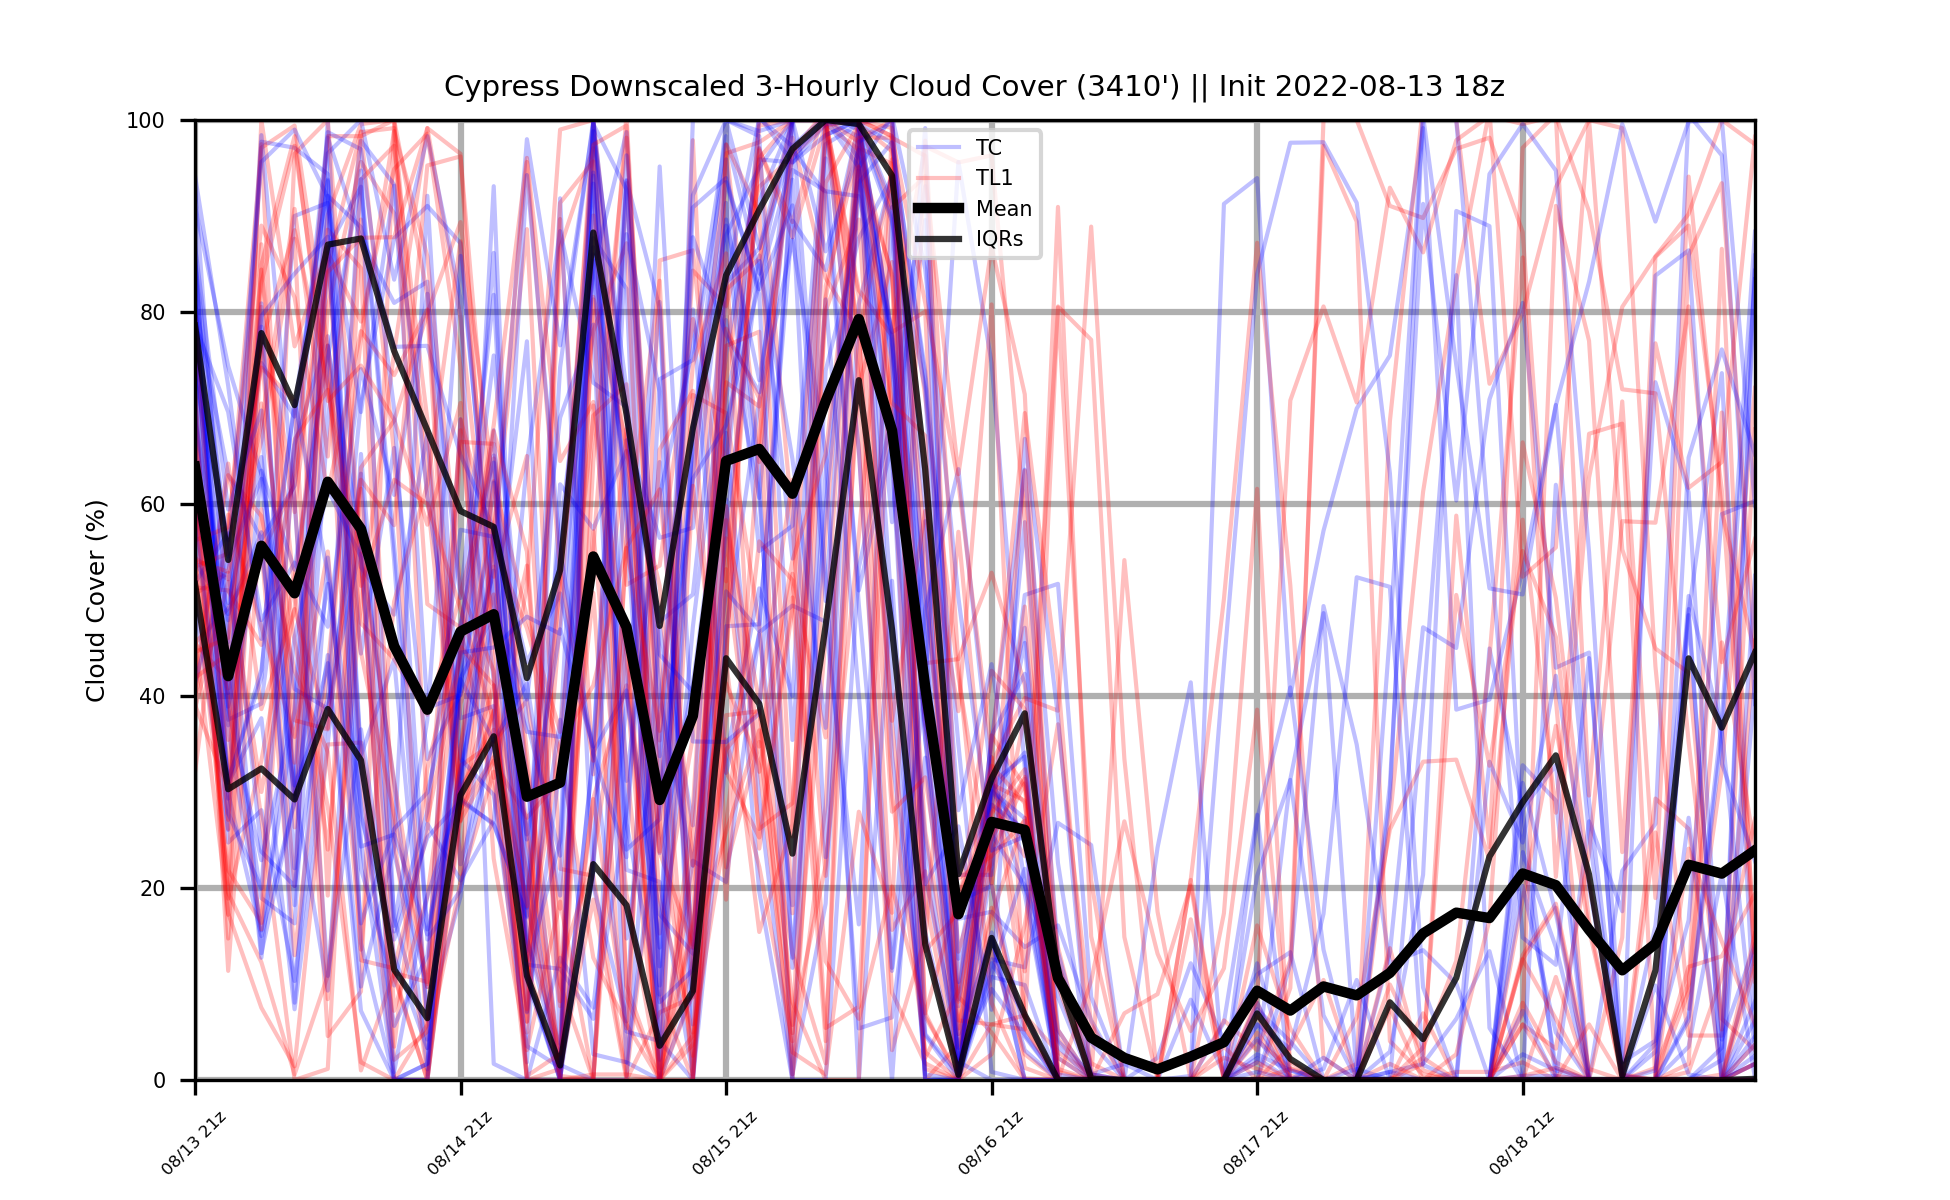 Cypress Downscaled 3-Hourly Cloud Cover (3410') || Init 2022-08-13 18z
TC
TL1
Mean
IQRs
Cloud Cover (%)
100
80
60
40
20
0
08/13 21z
08/14 21z
08/15 21z
08/16 21z
08/17 21z
08/18 21z